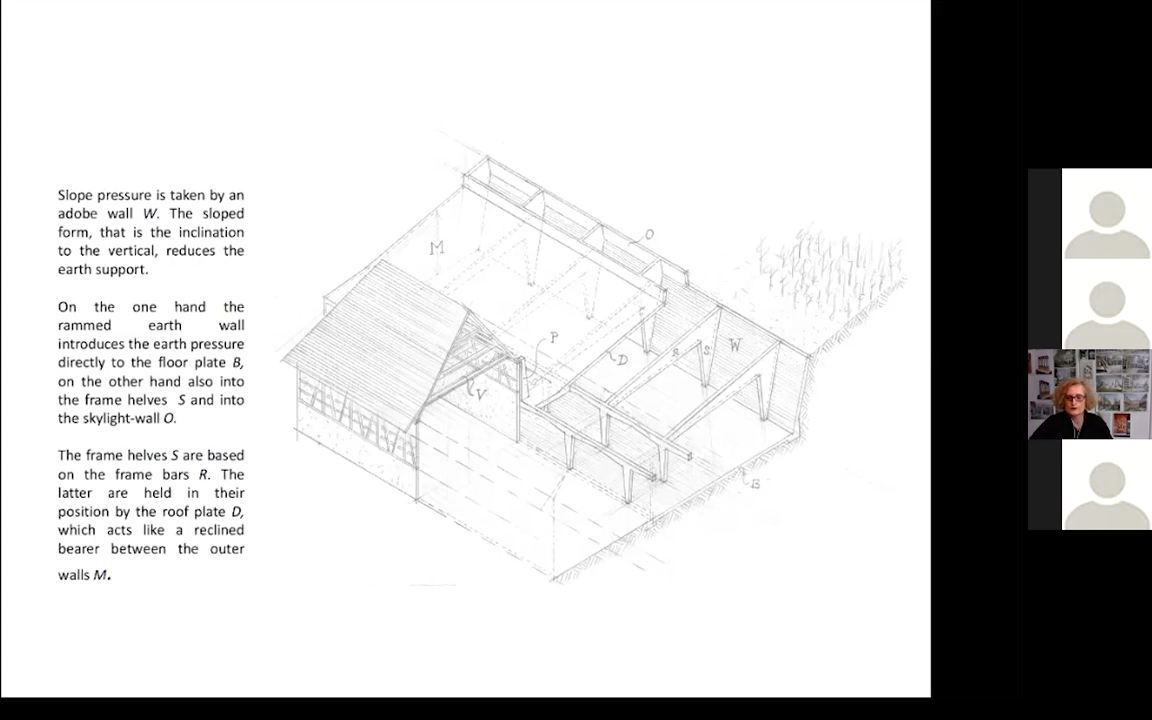 Slope pressure is taken by an
adobe wall W. The sloped
form, that is the inclination
to the vertical, reduces the
earth support.
On the one hand the
rammed earth wall
introduces the earth pressure
directly to the floor plate B,
on the other hand also into
the frame helves S and into
the skylight-wall O.
The frame helves S are based
on the frame bars R. The
latter are held in their
position by the roof plate D,
which acts like a reclined
bearer between the outer
walls M.
O
M
P
D
R
S
W
V
B